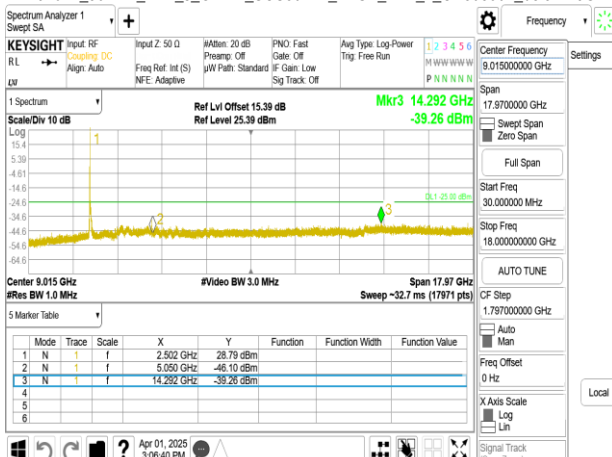 Spectrum Analyzer 1
Swept SA
Frequency
Settings
KEYSIGHT
RL
Input: RF
Coupling: DC
Align: Auto
Input Z: 50 Ω
Freq Ref: Int (S)
NFE: Adaptive
#Atten: 20 dB
Preamp: Off
µW Path: Standard
PNO: Fast
Gate: Off
IF Gain: Low
Sig Track: Off
Avg Type: Log-Power
Trig: Free Run
1 2 3 4 5 6
M W W W W W
P N N N N N
1 Spectrum
Scale/Div 10 dB
Ref Lvl Offset 15.39 dB
Ref Level 25.39 dBm
Mkr3 14.292 GHz
-39.26 dBm
Log
15.4
5.39
-4.61
-14.6
-24.6
-34.6
-44.6
-54.6
-64.6
1
2
3
DL1 -25.00 dBm
Center 9.015 GHz
#Res BW 1.0 MHz
#Video BW 3.0 MHz
Span 17.97 GHz
Sweep ~32.7 ms (17971 pts)
5 Marker Table
Mode Trace Scale X Y Function Function Width Function Value
1 N 1 f 2.502 GHz 28.79 dBm
2 N 1 f 5.050 GHz -46.10 dBm
3 N 1 f 14.292 GHz -39.26 dBm
4
5
6
Apr 01, 2025
3:06:40 PM
Center Frequency
9.015000000 GHz
Span
17.9700000 GHz
Swept Span
Zero Span
Full Span
Start Freq
30.000000 MHz
Stop Freq
18.000000000 GHz
AUTO TUNE
CF Step
1.797000000 GHz
Auto
Man
Freq Offset
0 Hz
X Axis Scale
Log
Lin
Signal Track
Local